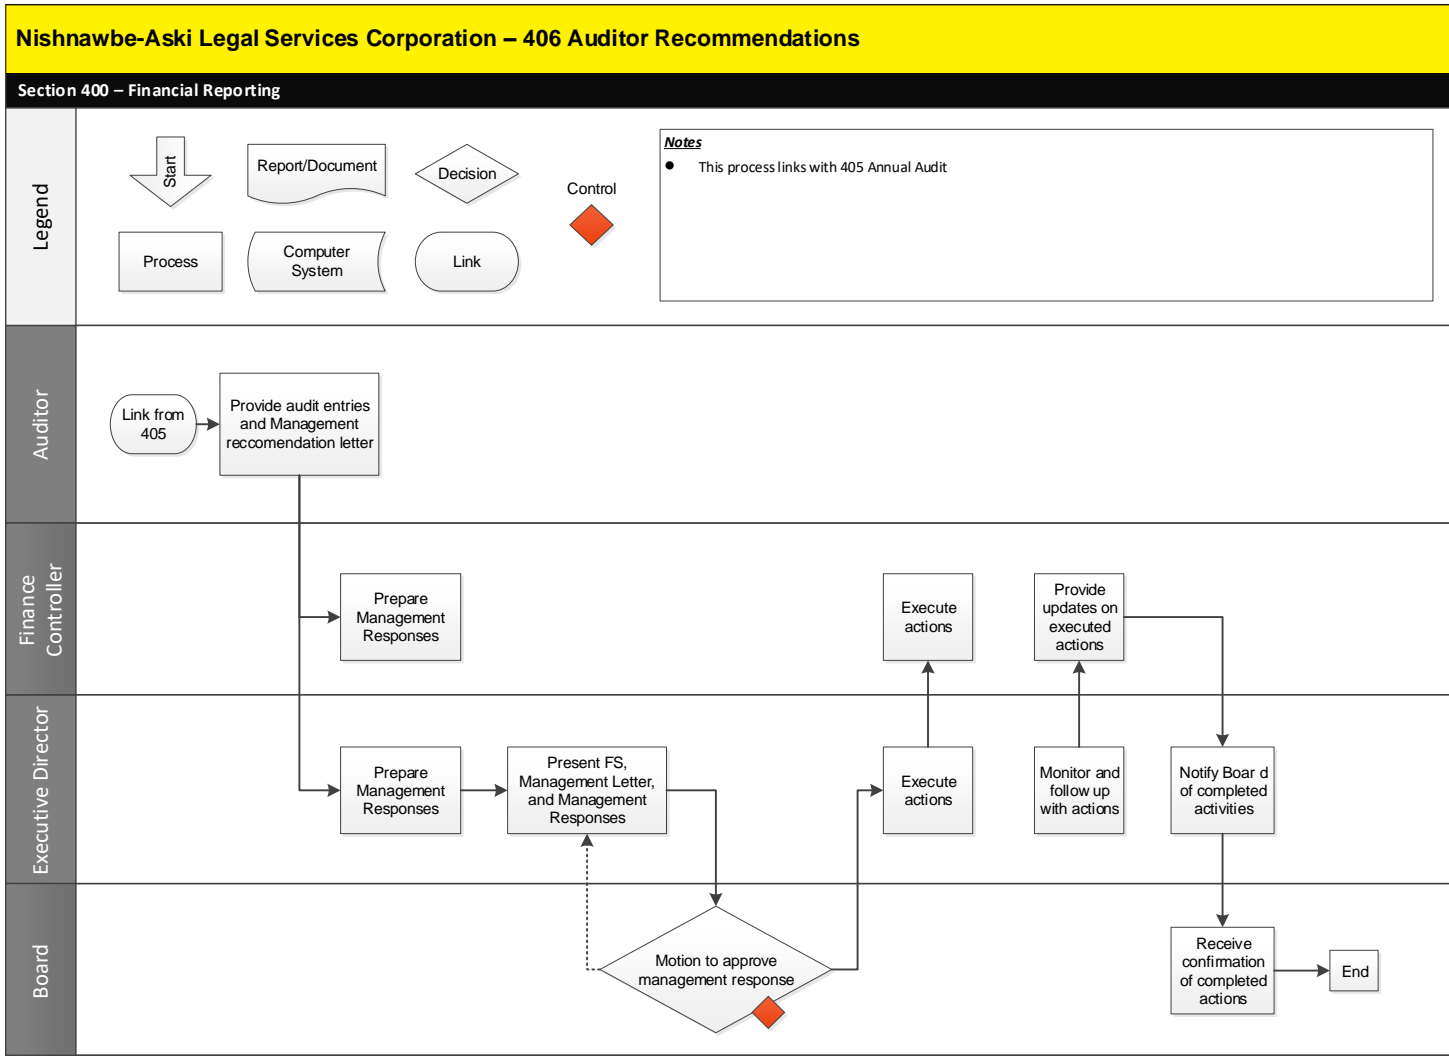 Nishnawbe-Aski Legal Services Corporation – 406 Auditor Recommendations
Section 400 – Financial Reporting
Legend
Start
Report/Document
Decision
Control
Process
Computer
System
Link
Notes
● This process links with 405 Annual Audit
Auditor
Link from
405
Provide audit entries
and Management
reccomendation letter
Finance
Controller
Prepare
Management
Responses
Execute
actions
Provide
updates on
executed
actions
Executive Director
Prepare
Management
Responses
Present FS,
Management Letter,
and Management
Responses
Execute
actions
Monitor and
follow up
with actions
Notify Boar d
of completed
activities
Board
Motion to approve
management response
Receive
confirmation
of completed
actions
End